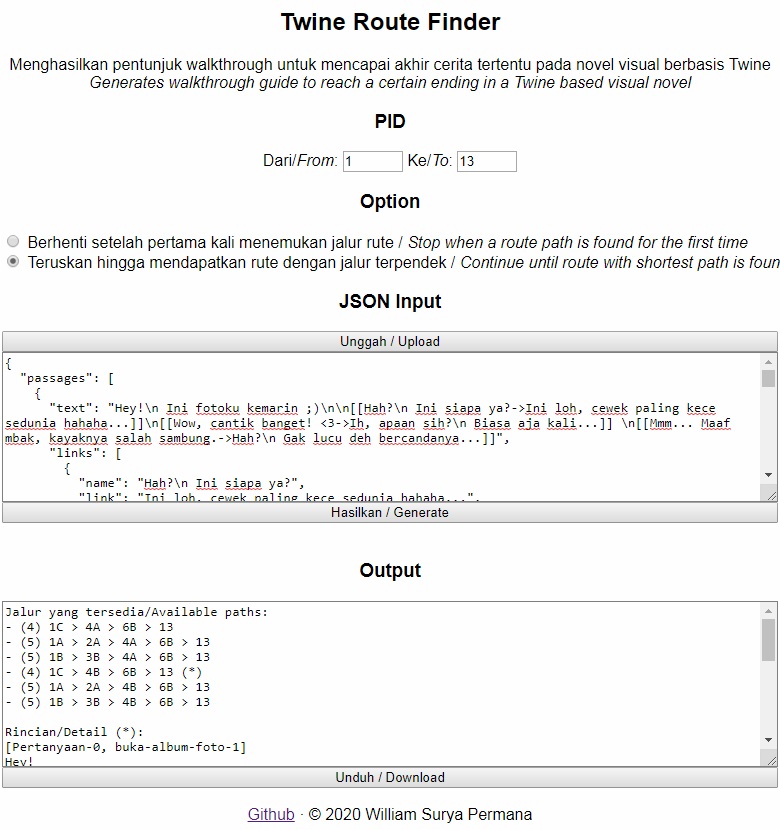 Twine Route Finder
Menghasilkan pentunjuk walkthrough untuk mencapai akhir cerita tertentu pada novel visual berbasis Twine
Generates walkthrough guide to reach a certain ending in a Twine based visual novel
PID
Dari/From: 1 Ke/To: 13
Option
Berhenti setelah pertama kali menemukan jalur rute / Stop when a route path is found for the first time
Teruskan hingga mendapatkan rute dengan jalur terpendek / Continue until route with shortest path is foun
JSON Input
Unggah / Upload
{
"passages": [
{
"text": "Hey!\n Ini fotoku kemarin ;)\n\n[[Hah?\n Ini siapa ya?->Ini loh, cewek paling kece
sedunia hahaha...]]\n[[Wow, cantik banget! <3->Ih, apaan sih?\n Biasa aja kali...]] \n[[Mmm... Maaf
mbak, kayaknya salah sambung.->Hah?\n Gak lucu deh bercandanya...]]",
"links": [
{
"name": "Hah?\n Ini siapa ya?",
"link": "Ini loh, cewek paling kece sedunia hahaha...",
Hasilkan / Generate
Output
Jalur yang tersedia/Available paths:
- (4) 1C > 4A > 6B > 13
- (5) 1A > 2A > 4A > 6B > 13
- (5) 1B > 3B > 4A > 6B > 13
- (4) 1C > 4B > 6B > 13 (*)
- (5) 1A > 2A > 4B > 6B > 13
- (5) 1B > 3B > 4B > 6B > 13
Rincian/Detail (*):
[Pertanyaan-0, buka-album-foto-1]
Hey!
Unduh / Download
Github · © 2020 William Surya Permana